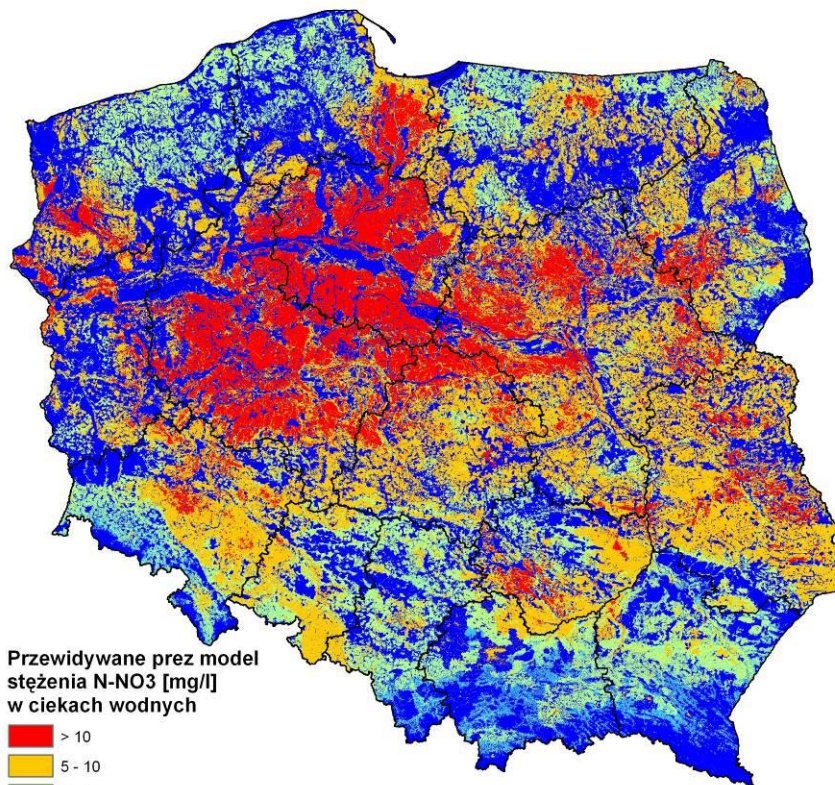 Przewidywane prez model
stężenia N-NO3 [mg/l]
w ciekach wodnych
> 10
5 - 10